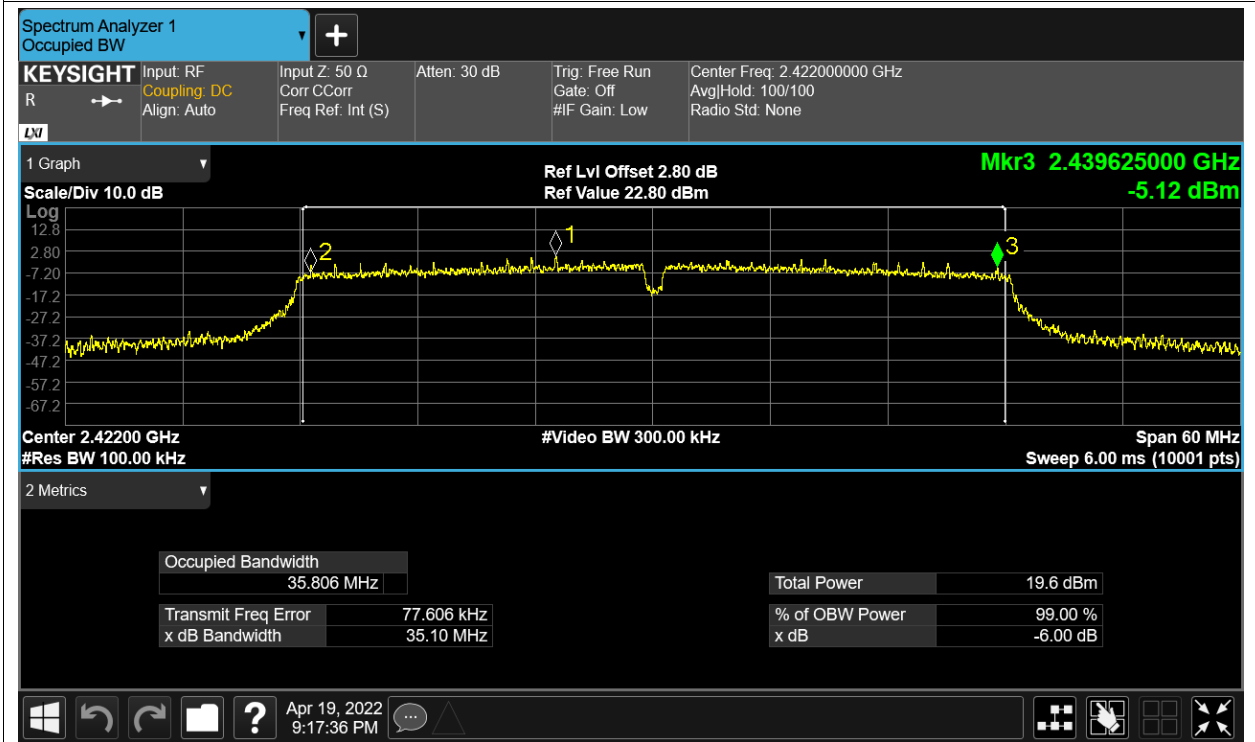 Spectrum Analyzer 1
Occupied BW
KEYSIGHT
R
LXI
Input: RF
Coupling: DC
Align: Auto
Input Z: 50 Ω
Corr CCorr
Freq Ref: Int (S)
Atten: 30 dB
Trig: Free Run
Gate: Off
#IF Gain: Low
Center Freq: 2.422000000 GHz
Avg|Hold: 100/100
Radio Std: None
1 Graph
Scale/Div 10.0 dB
Ref Lvl Offset 2.80 dB
Ref Value 22.80 dBm
Mkr3 2.439625000 GHz
-5.12 dBm
Log
12.8
2.80
-7.20
-17.2
-27.2
-37.2
-47.2
-57.2
-67.2
2
1
3
Center 2.42200 GHz
#Res BW 100.00 kHz
#Video BW 300.00 kHz
Span 60 MHz
Sweep 6.00 ms (10001 pts)
2 Metrics
Occupied Bandwidth
35.806 MHz
Transmit Freq Error 77.606 kHz
x dB Bandwidth 35.10 MHz
Total Power 19.6 dBm
% of OBW Power 99.00 %
x dB -6.00 dB
?
Apr 19, 2022
9:17:36 PM